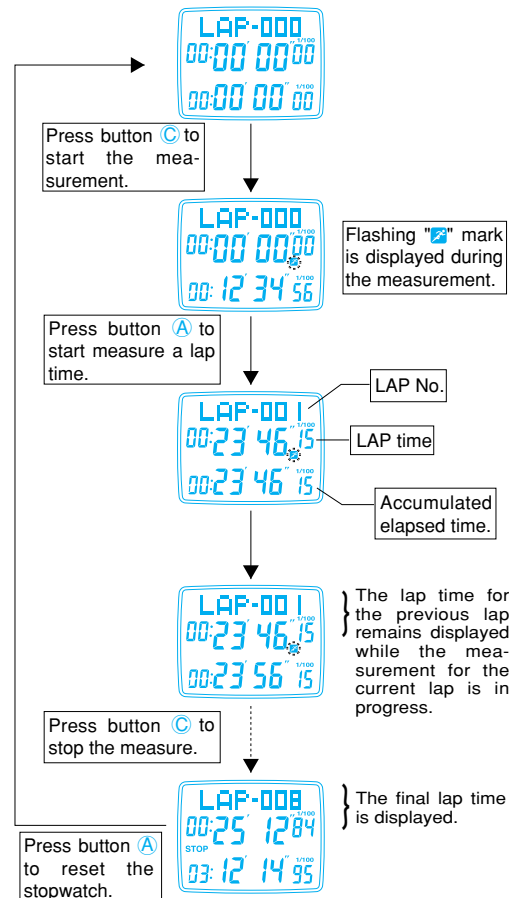 LAP-000
00:00' 00" 1/100 00
00:00' 00" 1/100 00
Press button Ⓒ to
start the mea-
surement.
LAP-000
00:00' 00" 1/100 00
00:12' 34" 1/100 56
Flashing " " mark
is displayed during
the measurement.
Press button Ⓐ to
start measure a lap
time.
LAP-001
00:23' 46" 1/100 15
00:23' 46" 1/100 15
LAP No.
LAP time
Accumulated
elapsed time.
LAP-001
00:23' 46" 1/100 15
00:23' 56" 1/100 15
The lap time for
the previous lap
remains displayed
while the mea-
surement for the
current lap is in
progress.
Press button Ⓒ to
stop the measure.
LAP-008
00:25' 12" 1/100 84
STOP
03:12' 14" 1/100 95
The final lap time
is displayed.
Press button Ⓐ
to reset the
stopwatch.